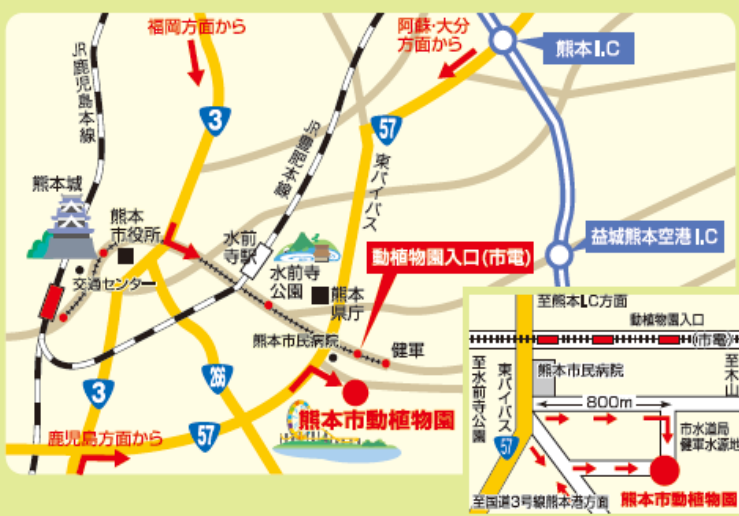 福岡方面から
阿蘇・大分
方面から
熊本I.C
JR鹿児島本線
3
57
JR豊肥本線
東バイパス
熊本城
熊本
市役所
水前
寺駅
水前寺
公園
動植物園入口(市電)
益城熊本空港I.C
交通センター
熊本
県庁
熊本市民病院
健軍
3
266
57
熊本市動植物園
鹿児島方面から
至熊本I.C方面
動植物園入口
(市電)
至水前寺公園
東バイパス
熊本市民病院
至木山
800m
57
市水道局
健軍水源地
至国道3号線熊本港方面
熊本市動植物園